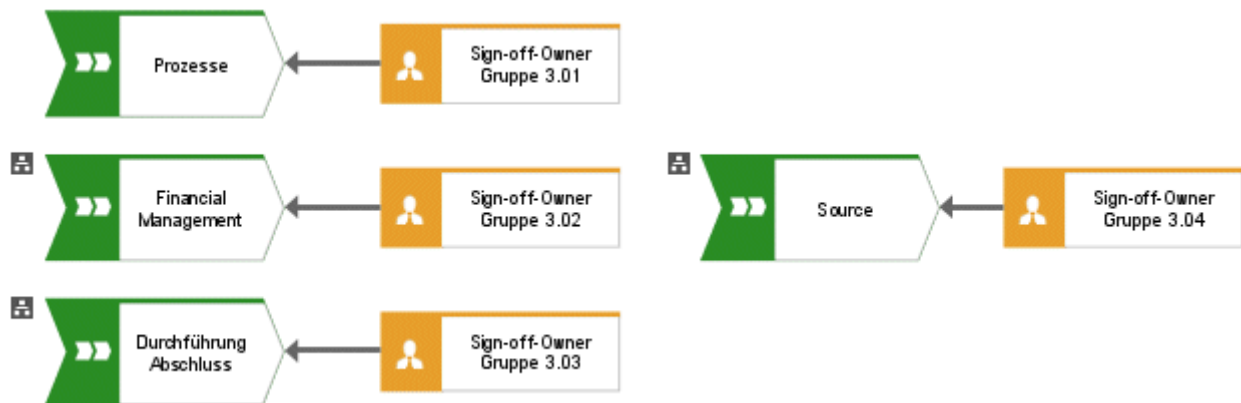 Prozesse
Sign-off-Owner
Gruppe 3.01
Financial
Management
Sign-off-Owner
Gruppe 3.02
Source
Sign-off-Owner
Gruppe 3.04
Durchführung
Abschluss
Sign-off-Owner
Gruppe 3.03